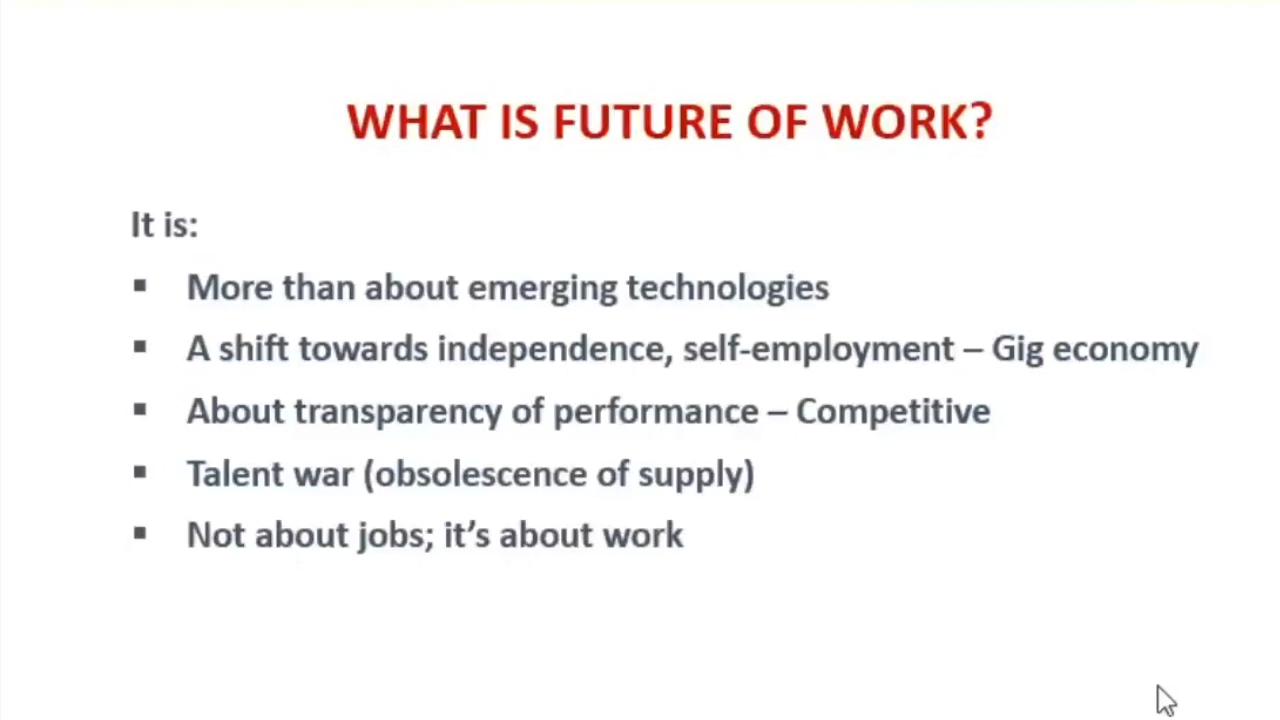 WHAT IS FUTURE OF WORK?
It is:
▪ More than about emerging technologies
▪ A shift towards independence, self-employment – Gig economy
▪ About transparency of performance – Competitive
▪ Talent war (obsolescence of supply)
▪ Not about jobs; it’s about work